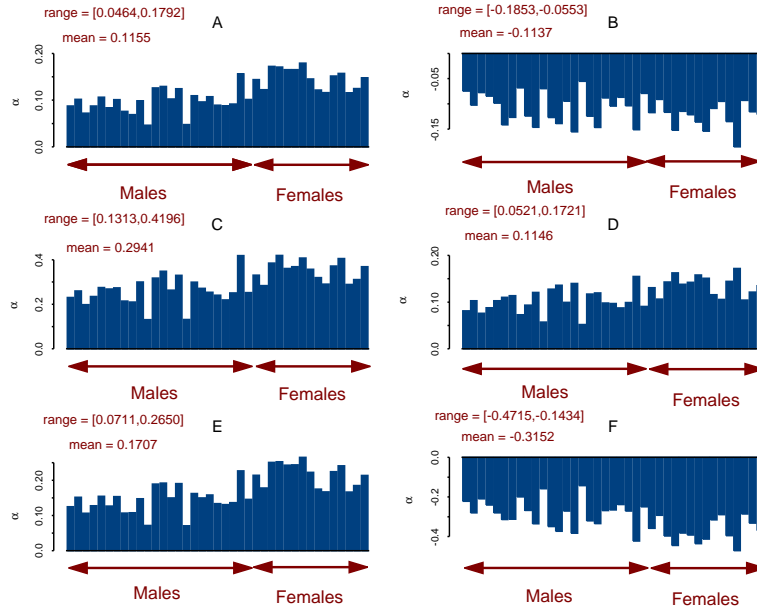 range = [0.0464,0.1792]
A
mean = 0.1155
0.20
0.10
0.0
α
Males
Females
range = [-0.1853,-0.0553]
B
mean = -0.1137
-0.05
-0.15
α
Males
Females
range = [0.1313,0.4196]
C
mean = 0.2941
0.4
0.2
0.0
α
Males
Females
range = [0.0521,0.1721]
D
mean = 0.1146
0.20
0.10
0.0
α
Males
Females
range = [0.0711,0.2650]
E
mean = 0.1707
0.20
0.10
0.0
α
Males
Females
range = [-0.4715,-0.1434]
F
mean = -0.3152
0.0
-0.2
-0.4
α
Males
Females